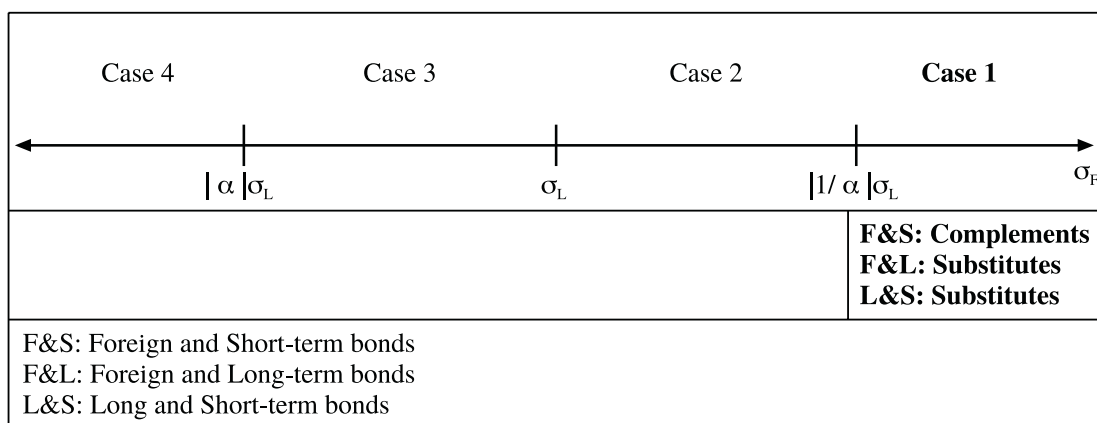 Case 4 Case 3 Case 2 Case 1
| α |σL σL |1/ α |σL σF
F&S: Complements
F&L: Substitutes
L&S: Substitutes
F&S: Foreign and Short-term bonds
F&L: Foreign and Long-term bonds
L&S: Long and Short-term bonds